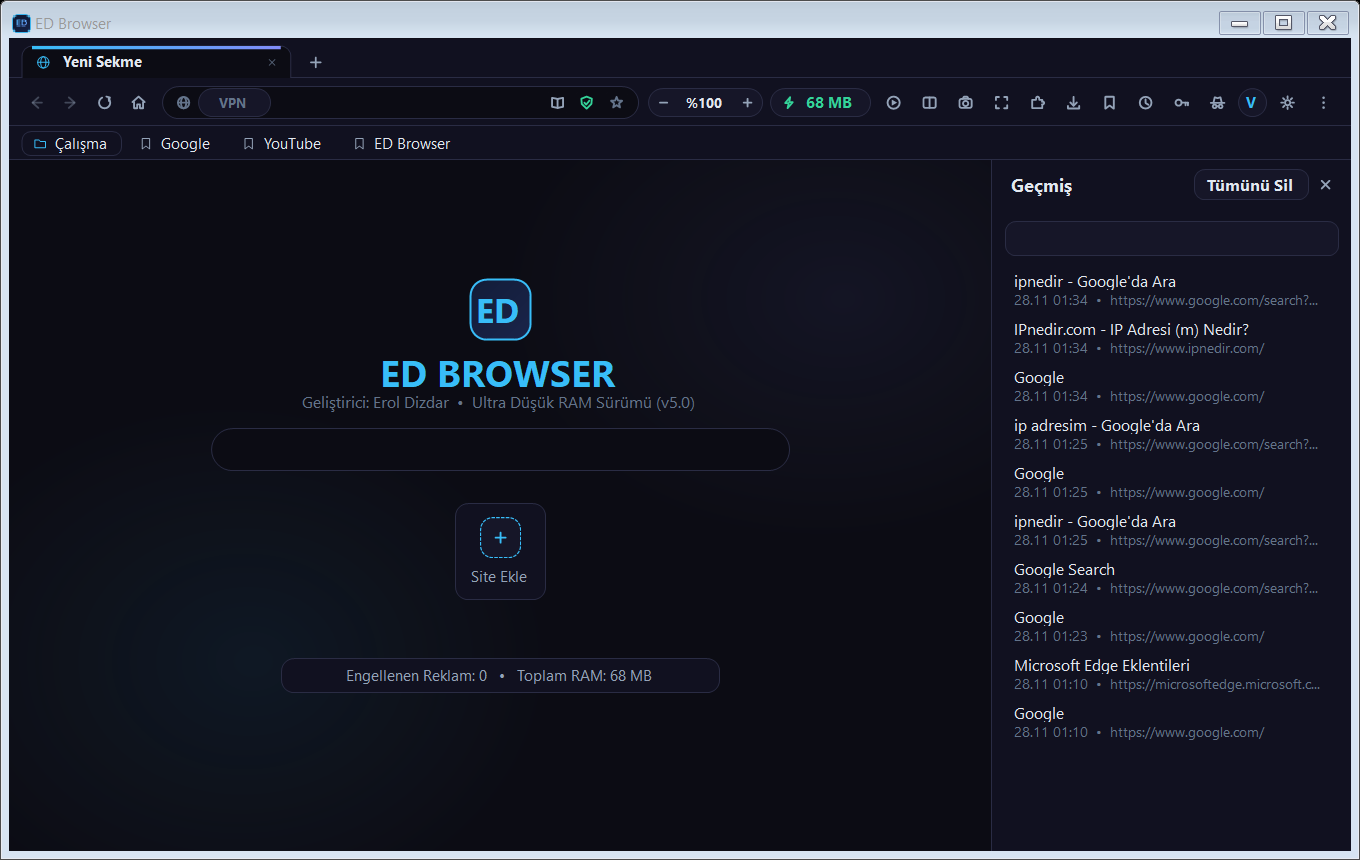 ED Browser
Yeni Sekme
VPN
%100
68 MB
V
Çalışma
Google
YouTube
ED Browser
ED
ED BROWSER
Geliştirici: Erol Dizdar • Ultra Düşük RAM Sürümü (v5.0)
Site Ekle
Engellenen Reklam: 0 • Toplam RAM: 68 MB
Geçmiş
Tümünü Sil
ipnedir - Google'da Ara
28.11 01:34 • https://www.google.com/search?...
IPnedir.com - IP Adresi (m) Nedir?
28.11 01:34 • https://www.ipnedir.com/
Google
28.11 01:34 • https://www.google.com/
ip adresim - Google'da Ara
28.11 01:25 • https://www.google.com/search?...
Google
28.11 01:25 • https://www.google.com/
ipnedir - Google'da Ara
28.11 01:25 • https://www.google.com/search?...
Google Search
28.11 01:24 • https://www.google.com/search?...
Google
28.11 01:23 • https://www.google.com/
Microsoft Edge Eklentileri
28.11 01:10 • https://microsoftedge.microsoft.c...
Google
28.11 01:10 • https://www.google.com/